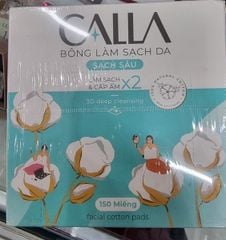 CALLA
BÔNG LÀM SẠCH DA
SẠCH SÂU
LÀM SẠCH
& CẤP ẨM X2
3D deep cleansing
150 Miếng
facial cotton pads